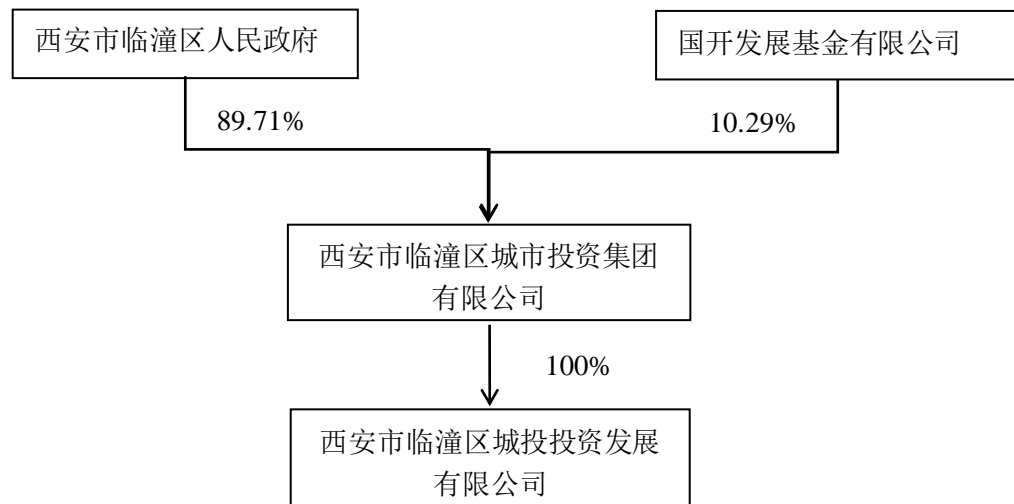 西安市临潼区人民政府
国开发展基金有限公司
89.71%
10.29%
西安市临潼区城市投资集团
有限公司
100%
西安市临潼区城投投资发展
有限公司